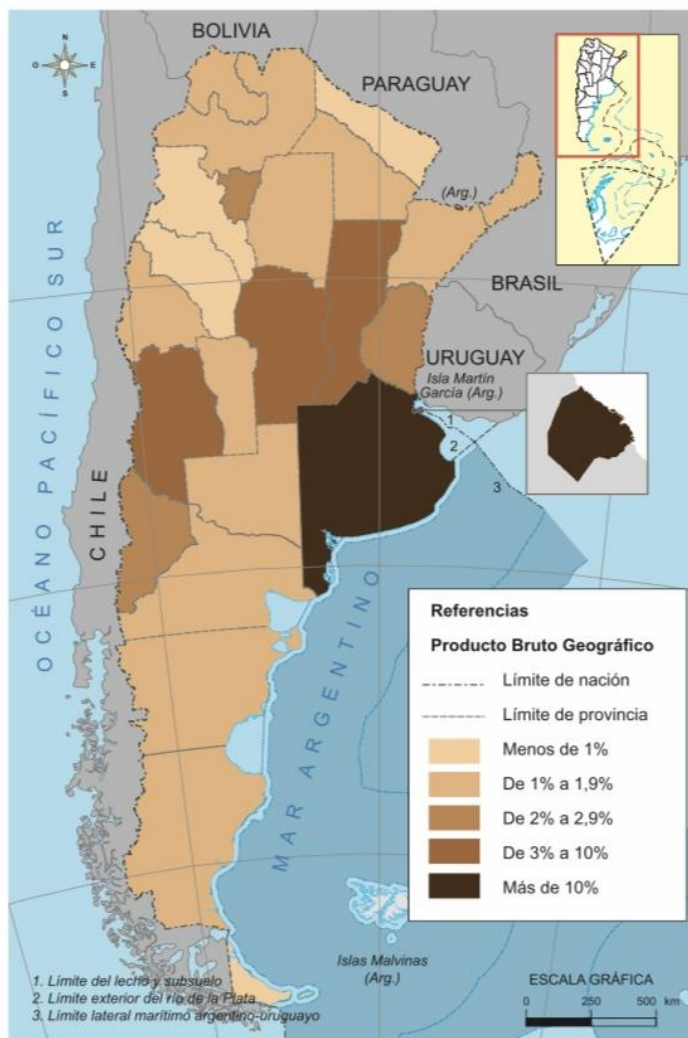 BOLIVIA
PARAGUAY
N
O
E
S
(Arg.)
BRASIL
URUGUAY
Isla Martín
García (Arg.)
1
2
3
OCÉANO PACÍFICO SUR
CHILE
MAR ARGENTINO
Referencias
Producto Bruto Geográfico
Límite de nación
Límite de provincia
Menos de 1%
De 1% a 1,9%
De 2% a 2,9%
De 3% a 10%
Más de 10%
Islas Malvinas
(Arg.)
1. Límite del lecho y subsuelo
2. Límite exterior del río de la Plata
3. Límite lateral marítimo argentino-uruguayo
ESCALA GRÁFICA
0 250 500 km